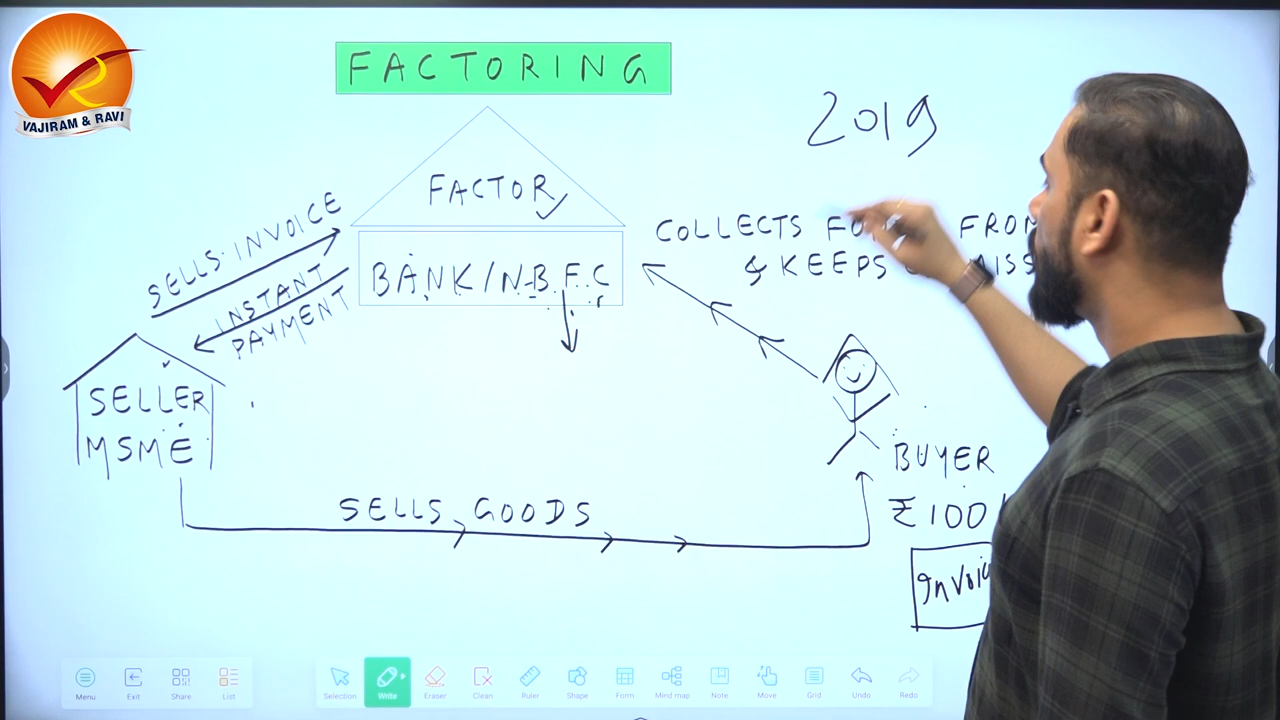 VAJIRAM & RAVI
FACTORING
2019
FACTOR
SELLS INVOICE
COLLECTS FROM
& KEEPS
BANK/N-B.F.C
INSTANT
PAYMENT
SELLER
MSME
BUYER
SELLS GOODS
₹100
Menu
Exit
Share
List
Selection
Write
Eraser
Clean
Ruler
Shape
Form
Mind map
Note
Move
Grid
Undo
Redo